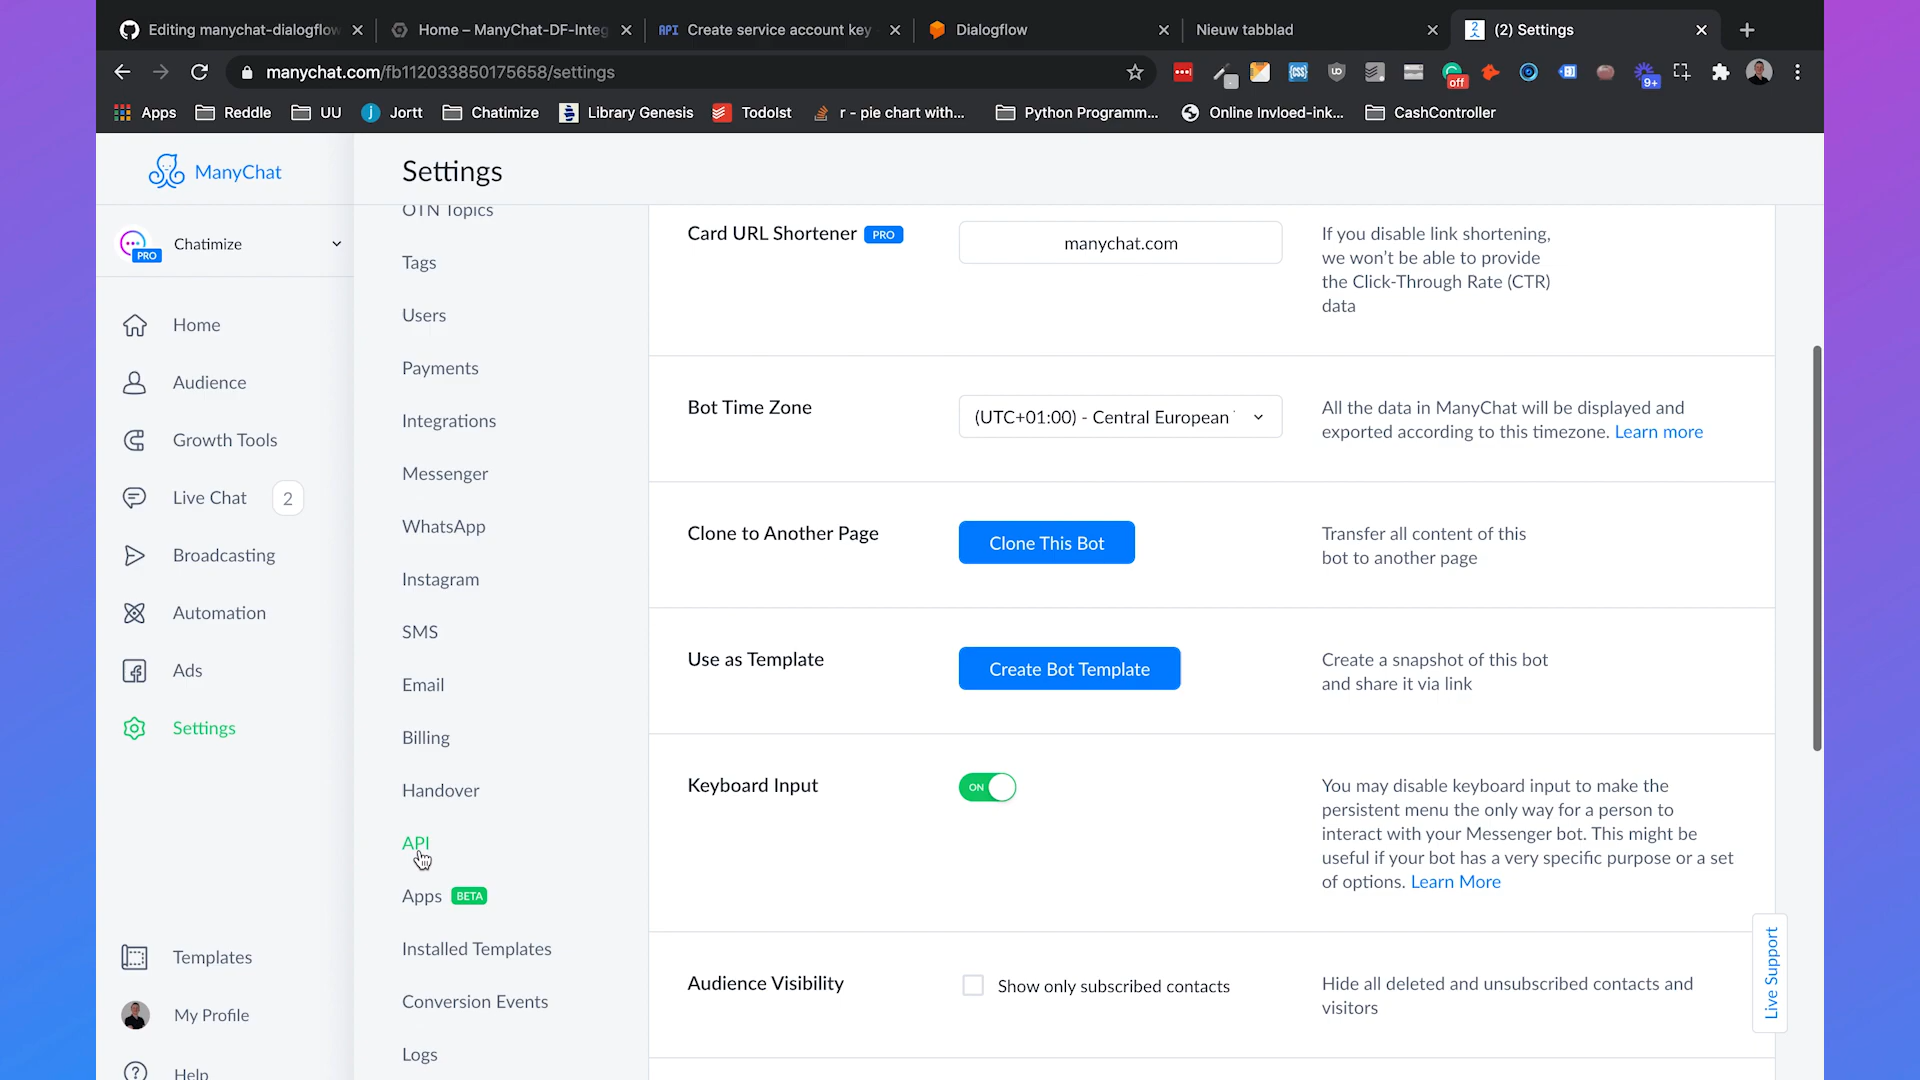 Editing manychat-dialogflow
Home – ManyChat-DF-Integ
API Create service account key
Dialogflow
Nieuw tabblad
(2) Settings
manychat.com/fb112033850175658/settings
off
9+
Apps
Reddle
UU
Jortt
Chatimize
Library Genesis
TodoIst
r - pie chart with...
Python Programm...
Online Invloed-ink...
CashController
ManyChat
PRO
Chatimize
Home
Audience
Growth Tools
Live Chat 2
Broadcasting
Automation
Ads
Settings
Templates
My Profile
Help
Settings
OTN Topics
Tags
Users
Payments
Integrations
Messenger
WhatsApp
Instagram
SMS
Email
Billing
Handover
API
Apps BETA
Installed Templates
Conversion Events
Logs
Card URL Shortener PRO
manychat.com
If you disable link shortening,
we won't be able to provide
the Click-Through Rate (CTR)
data
Bot Time Zone
(UTC+01:00) - Central European
All the data in ManyChat will be displayed and
exported according to this timezone. Learn more
Clone to Another Page
Clone This Bot
Transfer all content of this
bot to another page
Use as Template
Create Bot Template
Create a snapshot of this bot
and share it via link
Keyboard Input
ON
You may disable keyboard input to make the
persistent menu the only way for a person to
interact with your Messenger bot. This might be
useful if your bot has a very specific purpose or a set
of options. Learn More
Audience Visibility
Show only subscribed contacts
Hide all deleted and unsubscribed contacts and
visitors
Live Support